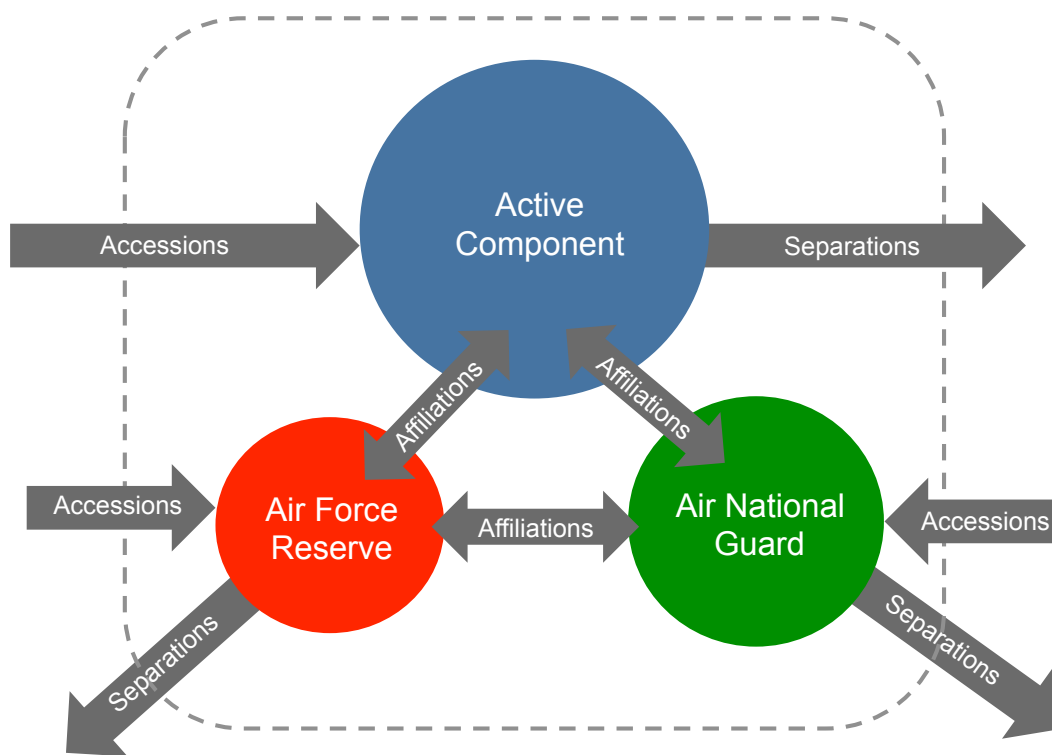 Active
Component
Accessions
Separations
Affiliations
Affiliations
Accessions
Air Force
Reserve
Affiliations
Air National
Guard
Accessions
Separations
Separations